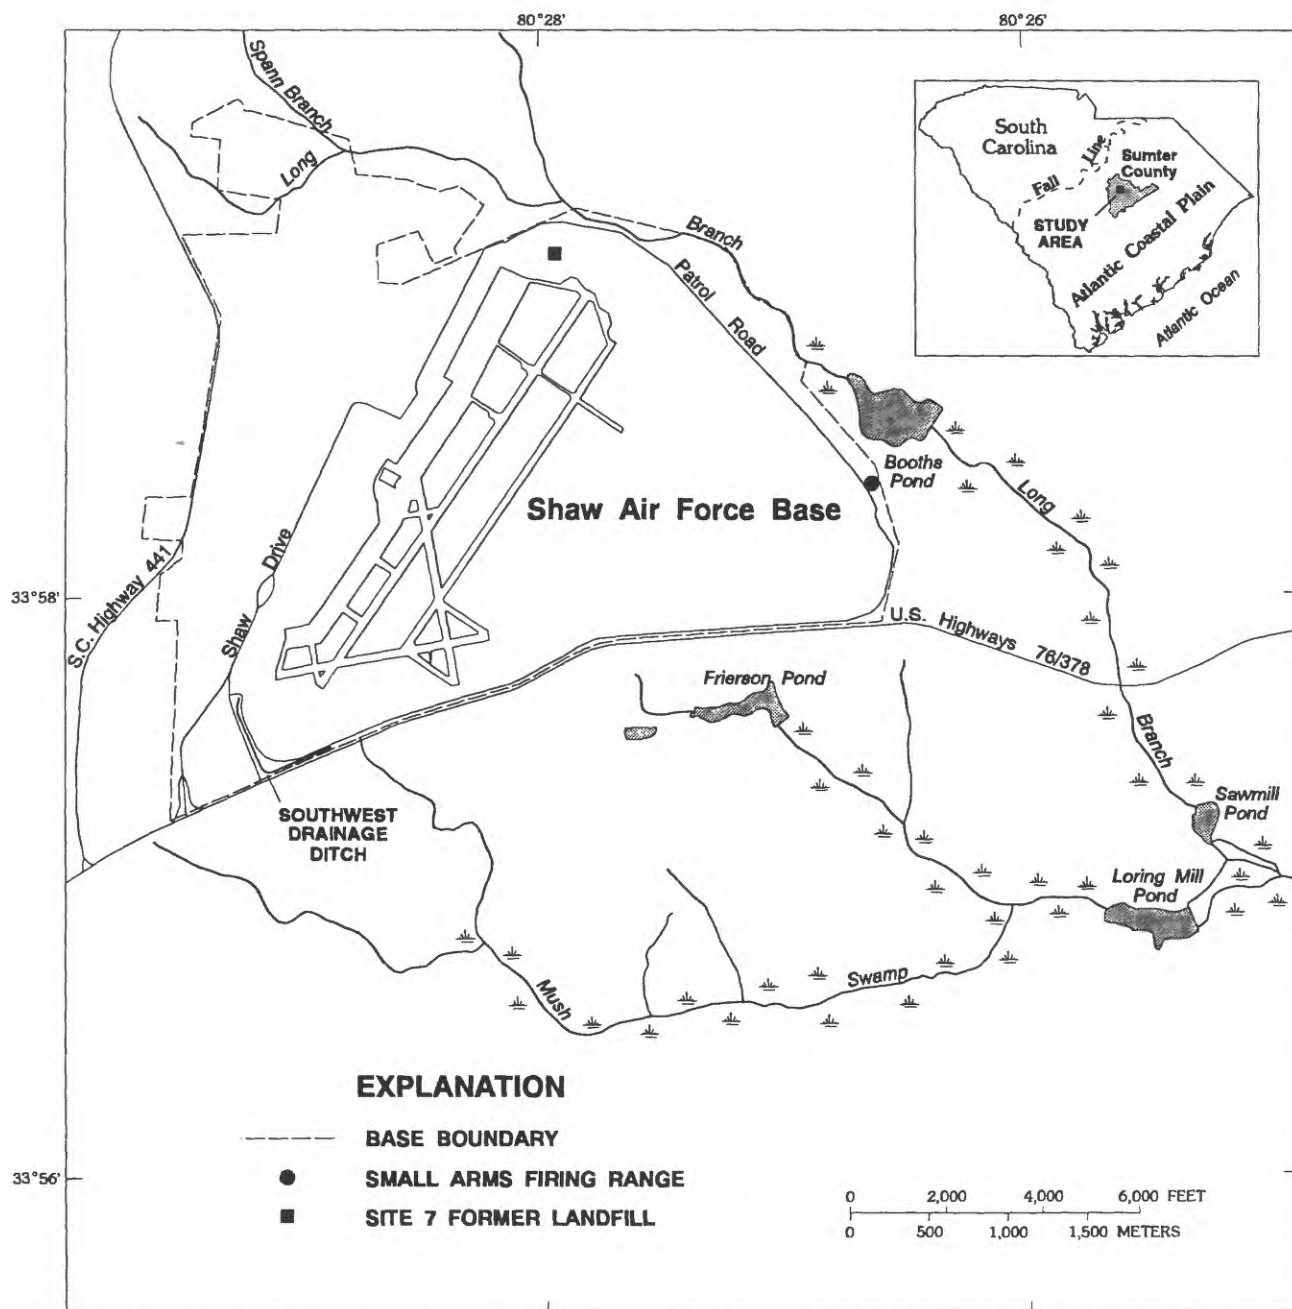 80°28'
80°26'
Spann Branch
Long
Branch
Patrol Road
South
Carolina
Fall Line
Sumter
County
STUDY
AREA
Atlantic Coastal Plain
Atlantic Ocean
Booths
Pond
Shaw Air Force Base
Long
Branch
S.C. Highway 441
Shaw Drive
33°58'
U.S. Highways 76/378
Frierson Pond
Sawmill
Pond
SOUTHWEST
DRAINAGE
DITCH
Loring Mill
Pond
Mush
Swamp
EXPLANATION
BASE BOUNDARY
SMALL ARMS FIRING RANGE
SITE 7 FORMER LANDFILL
33°56'
0 2,000 4,000 6,000 FEET
0 500 1,000 1,500 METERS